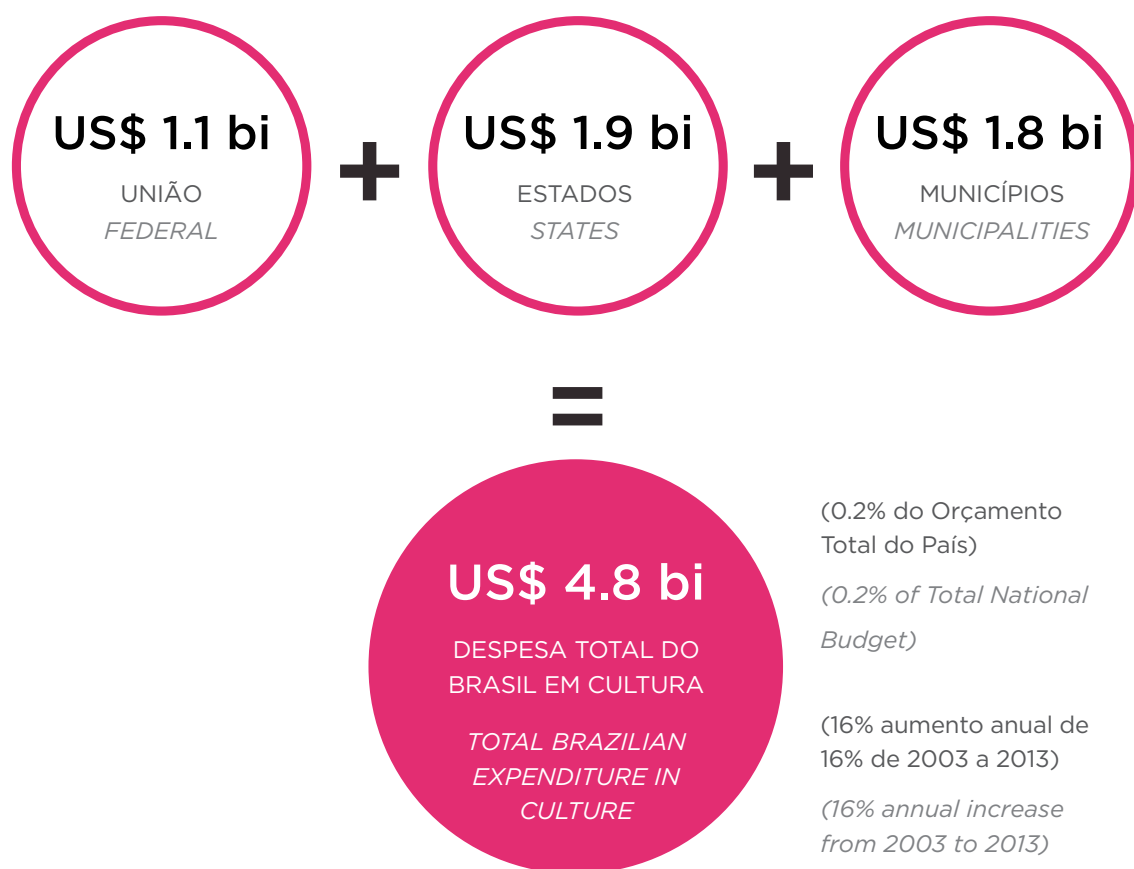 US$ 1.1 bi
UNIÃO
FEDERAL
+
US$ 1.9 bi
ESTADOS
STATES
+
US$ 1.8 bi
MUNICÍPIOS
MUNICIPALITIES
=
US$ 4.8 bi
DESPESA TOTAL DO
BRASIL EM CULTURA
TOTAL BRAZILIAN
EXPENDITURE IN
CULTURE
(0.2% do Orçamento
Total do País)
(0.2% of Total National
Budget)
(16% aumento anual de
16% de 2003 a 2013)
(16% annual increase
from 2003 to 2013)